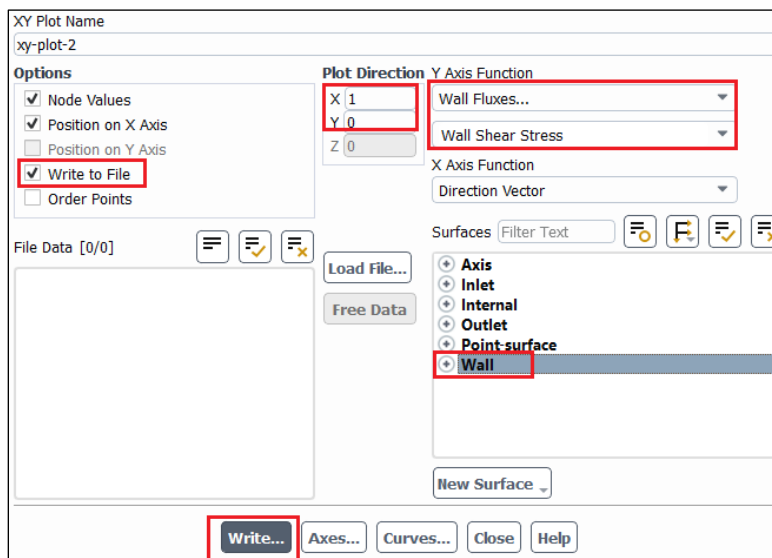 XY Plot Name
xy-plot-2
Options
Node Values
Position on X Axis
Position on Y Axis
Write to File
Order Points
Plot Direction
X 1
Y 0
Z 0
Y Axis Function
Wall Fluxes...
Wall Shear Stress
X Axis Function
Direction Vector
File Data [0/0]
Load File...
Free Data
Surfaces Filter Text
Axis
Inlet
Internal
Outlet
Point-surface
Wall
New Surface
Write... Axes... Curves... Close Help